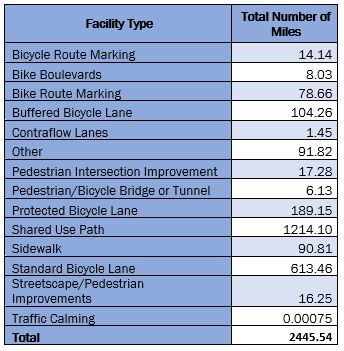 Facility Type Total Number of
Miles
Bicycle Route Marking 14.14
Bike Boulevards 8.03
Bike Route Marking 78.66
Buffered Bicycle Lane 104.26
Contraflow Lanes 1.45
Other 91.82
Pedestrian Intersection Improvement 17.28
Pedestrian/Bicycle Bridge or Tunnel 6.13
Protected Bicycle Lane 189.15
Shared Use Path 1214.10
Sidewalk 90.81
Standard Bicycle Lane 613.46
Streetscape/Pedestrian
Improvements 16.25
Traffic Calming 0.00075
Total 2445.54